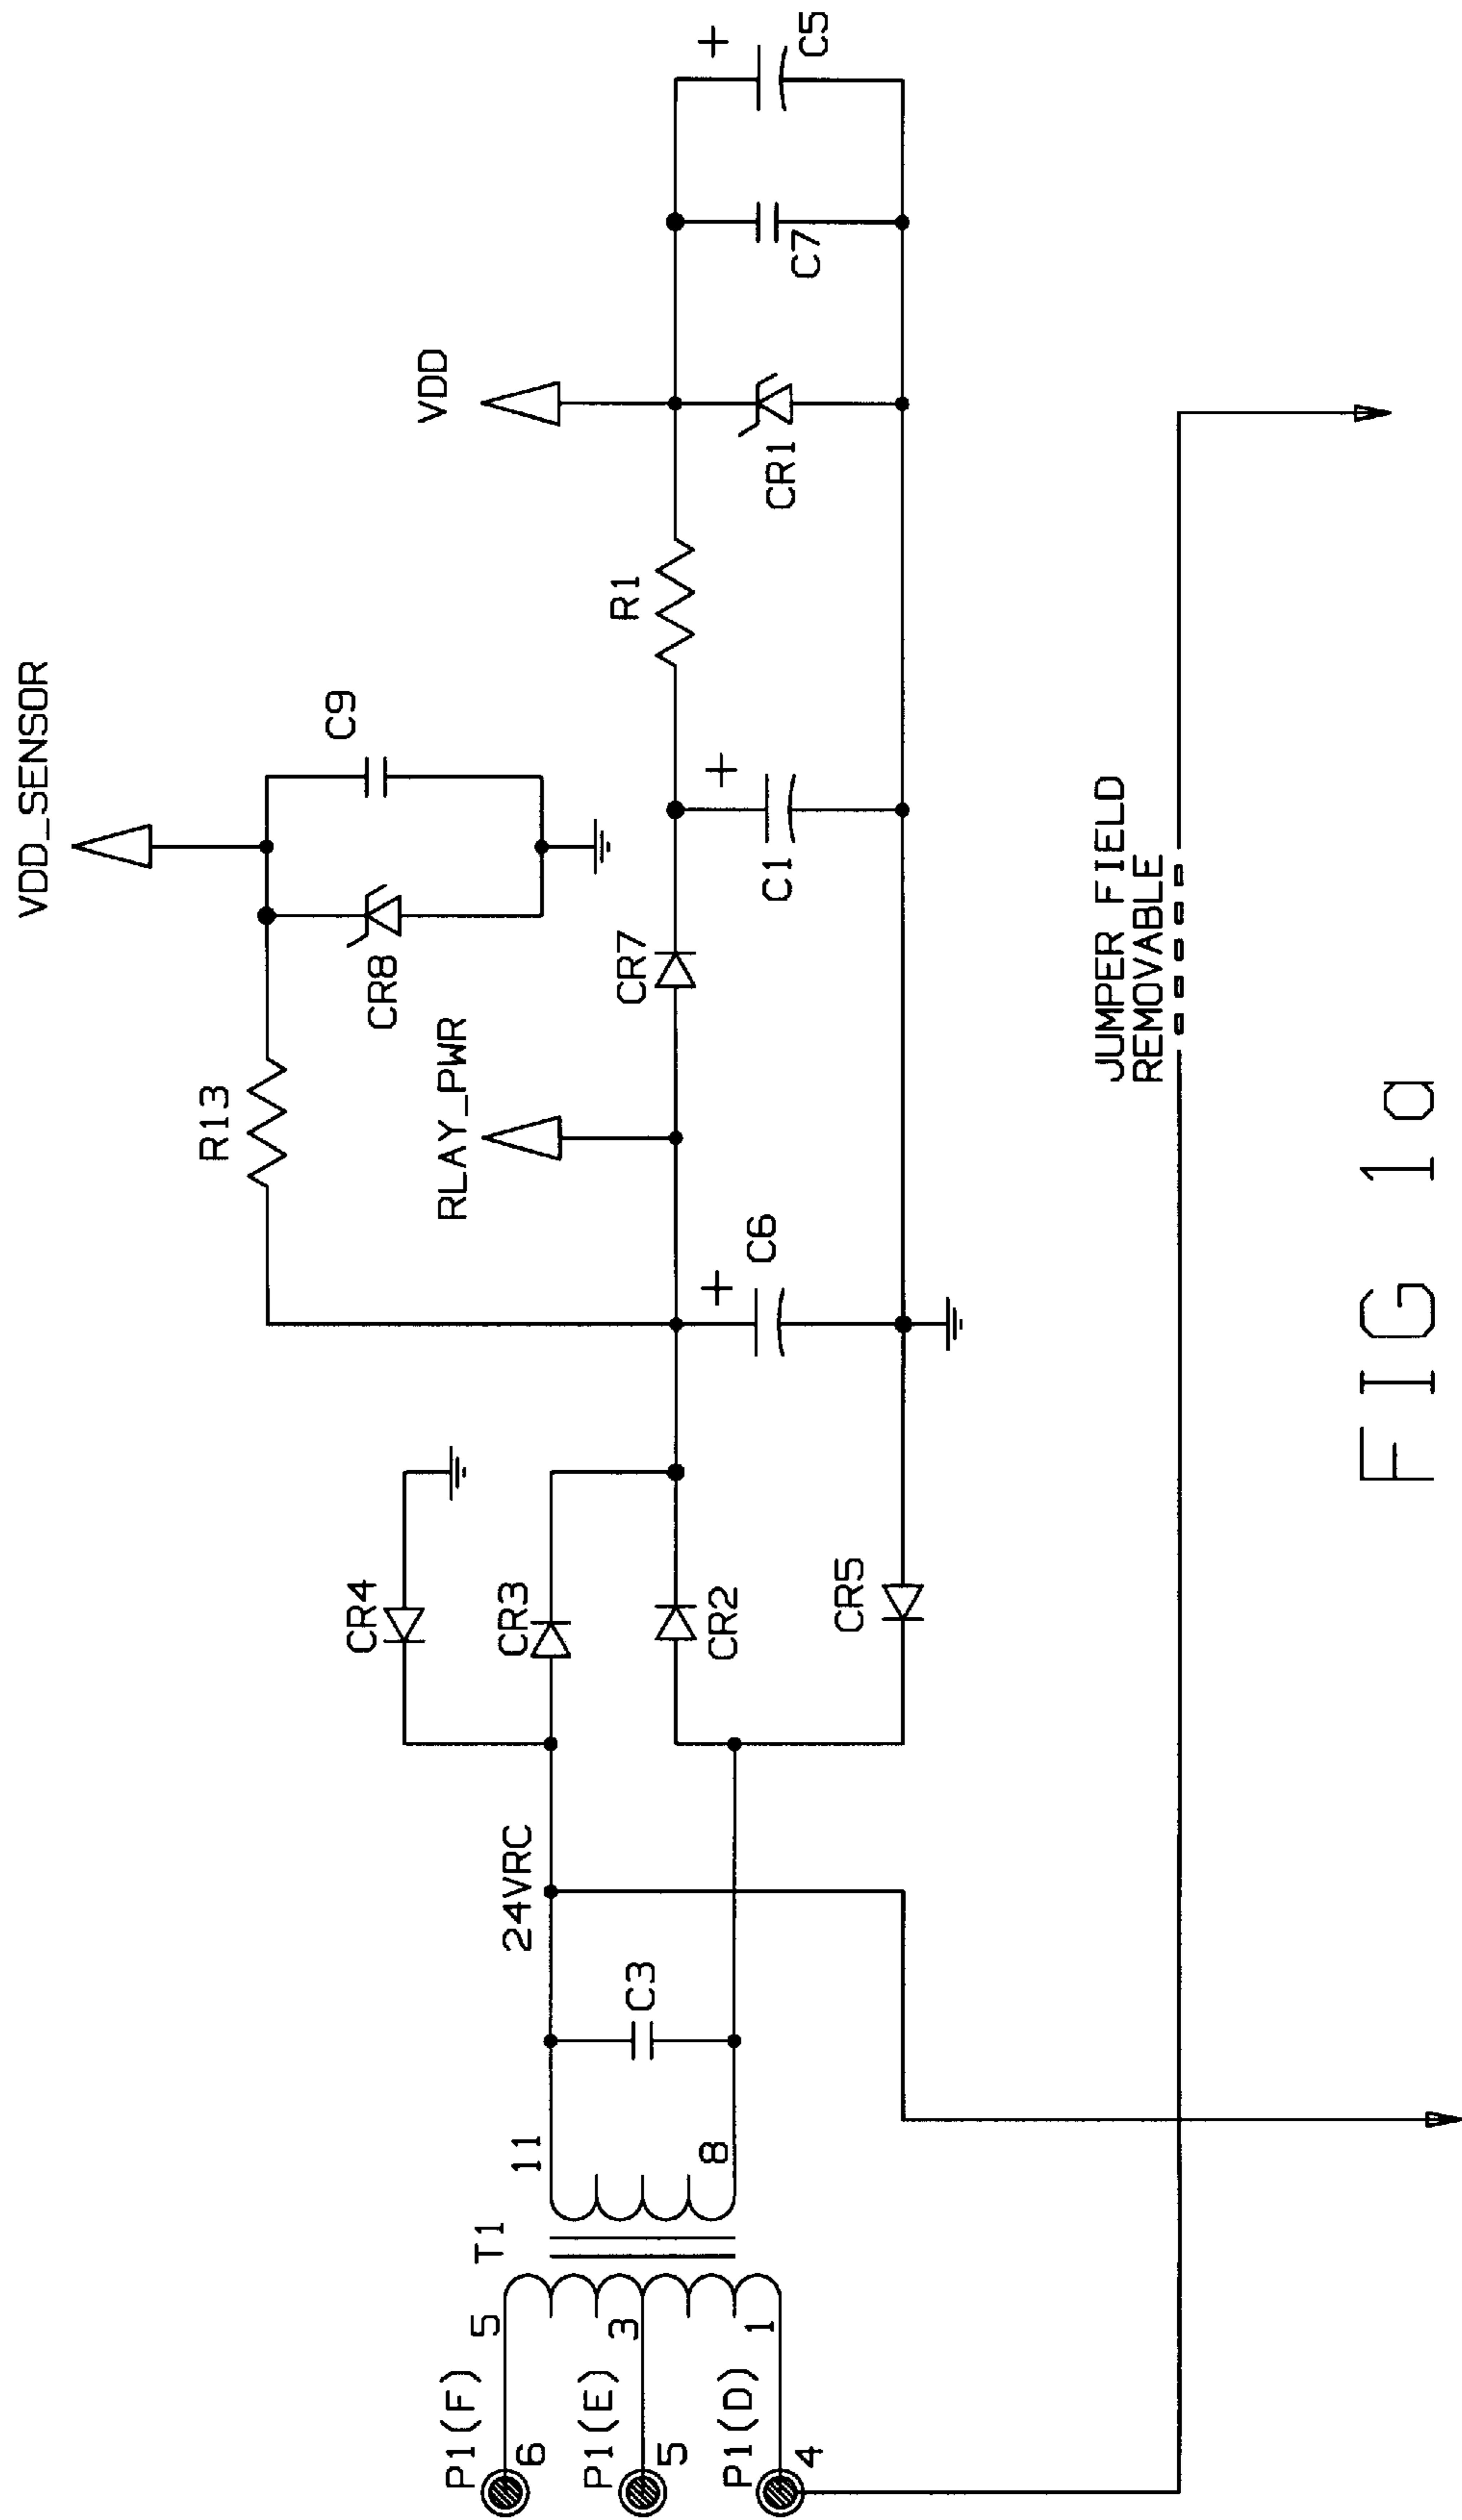 P1(F)
6
P1(E)
5
P1(D)
4
5
3
1
T1
11
8
C3
24VRC
CR4
CR3
CR2
CR5
C6
RLAY_PWR
R13
CR8
C9
VDD_SENSOR
CR7
C1
R1
VDD
CR1
C7
C5
+
+
+
JUMPER FIELD
REMOVABLE
FIG 1a